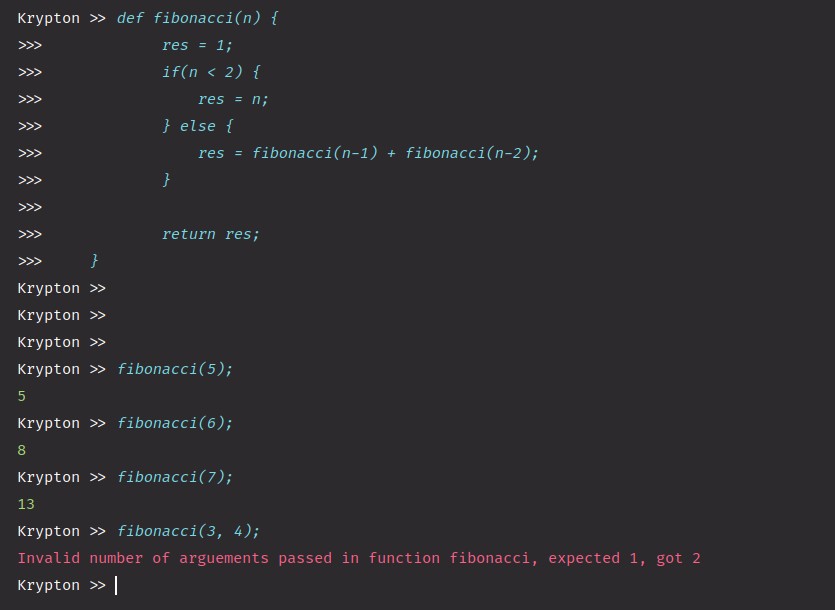 Krypton >> def fibonacci(n) {
>>> res = 1;
>>> if(n < 2) {
>>> res = n;
>>> } else {
>>> res = fibonacci(n-1) + fibonacci(n-2);
>>> }
>>>
>>> return res;
>>> }
Krypton >>
Krypton >>
Krypton >>
Krypton >> fibonacci(5);
5
Krypton >> fibonacci(6);
8
Krypton >> fibonacci(7);
13
Krypton >> fibonacci(3, 4);
Invalid number of arguements passed in function fibonacci, expected 1, got 2
Krypton >>